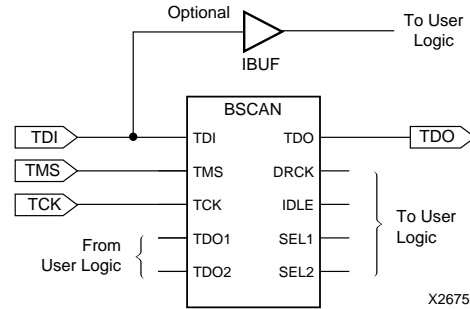 Optional
To User
Logic
IBUF
BSCAN
TDI
TDI
TDO
TDO
TMS
TMS
DRCK
TCK
TCK
IDLE
To User
Logic
From
User Logic
TDO1
SEL1
TDO2
SEL2
X2675